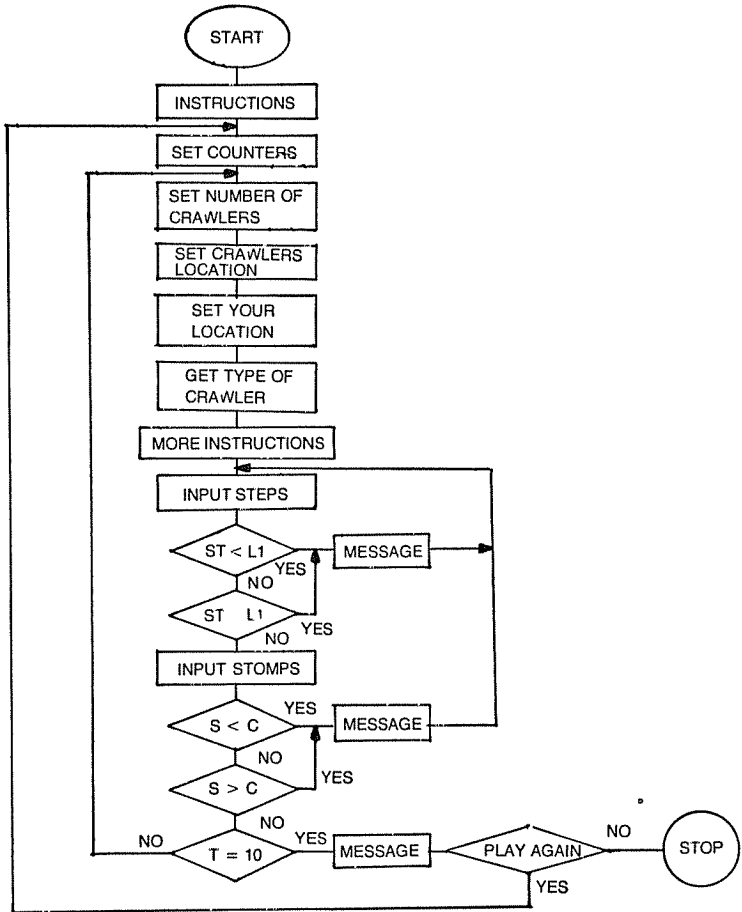 START
INSTRUCTIONS
SET COUNTERS
SET NUMBER OF
CRAWLERS
SET CRAWLERS
LOCATION
SET YOUR
LOCATION
GET TYPE OF
CRAWLER
MORE INSTRUCTIONS
INPUT STEPS
ST < L1
YES
MESSAGE
NO
ST L1
YES
NO
INPUT STOMPS
S < C
YES
MESSAGE
NO
S > C
YES
NO
NO
T = 10
YES
MESSAGE
PLAY AGAIN
NO
STOP
YES